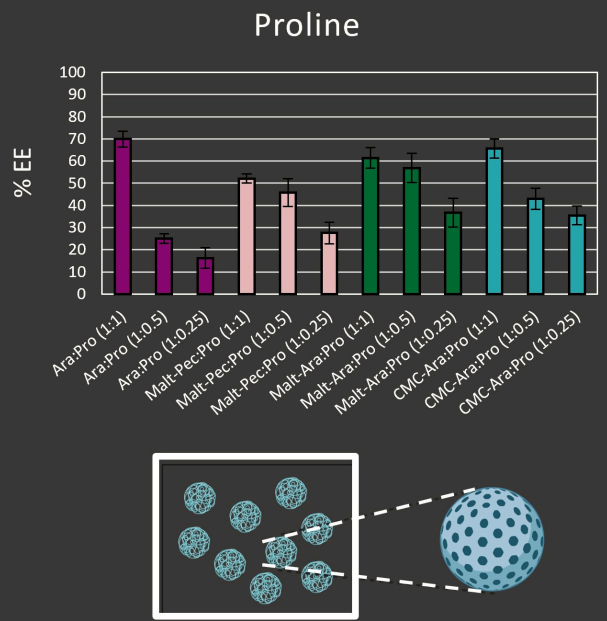 Proline
% EE
100
90
80
70
60
50
40
30
20
10
0
Ara:Pro (1:1)
Ara:Pro (1:0.5)
Ara:Pro (1:0.25)
Malt-Pec:Pro (1:1)
Malt-Pec:Pro (1:0.5)
Malt-Pec:Pro (1:0.25)
Malt-Ara:Pro (1:1)
Malt-Ara:Pro (1:0.5)
Malt-Ara:Pro (1:0.25)
CMC-Ara:Pro (1:1)
CMC-Ara:Pro (1:0.5)
CMC-Ara:Pro (1:0.25)